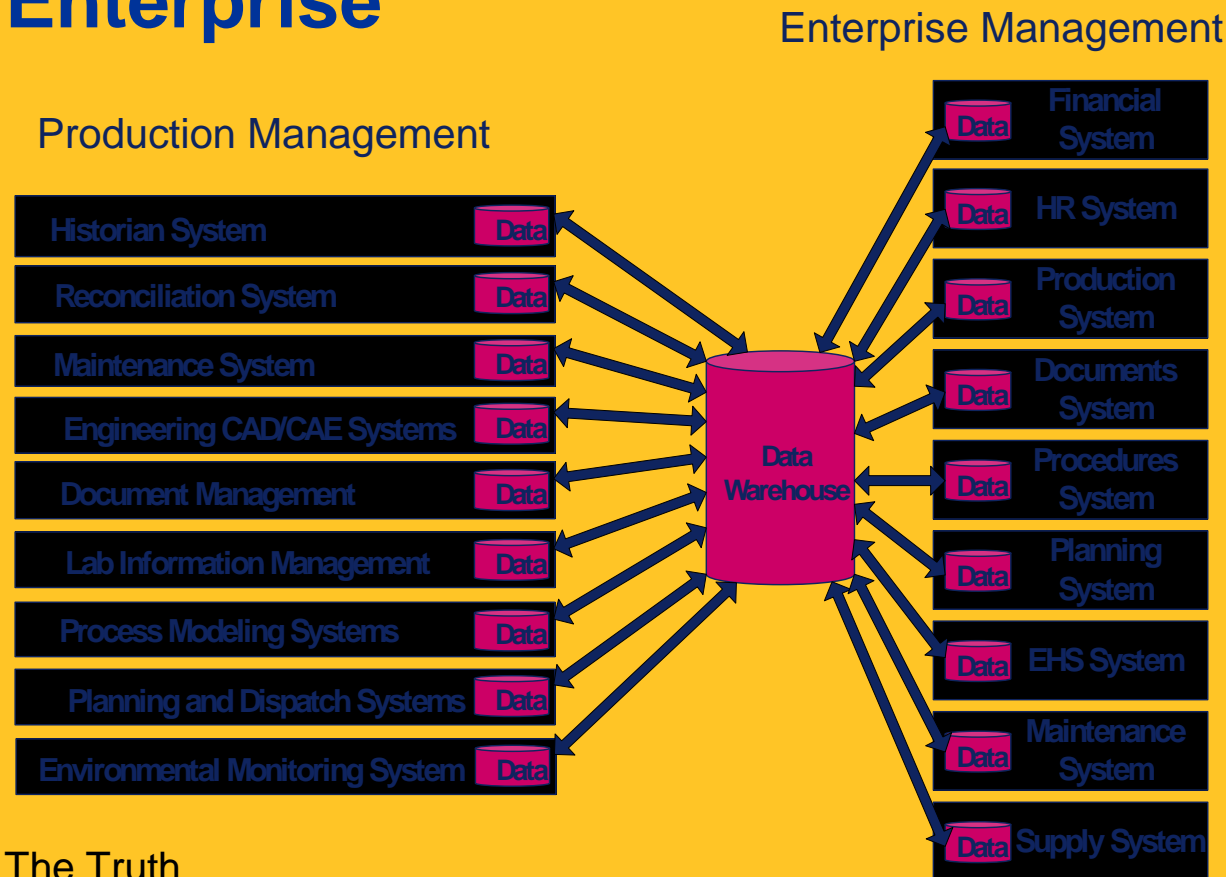 Enterprise
Enterprise Management
Production Management
Historian System Data
Reconciliation System Data
Maintenance System Data
Engineering CAD/CAE Systems Data
Document Management Data
Lab Information Management Data
Process Modeling Systems Data
Planning and Dispatch Systems Data
Environmental Monitoring System Data
Data
Warehouse
Data Financial
System
Data HR System
Data Production
System
Data Documents
System
Data Procedures
System
Data Planning
System
Data EHS System
Data Maintenance
System
Data Supply System
The Truth